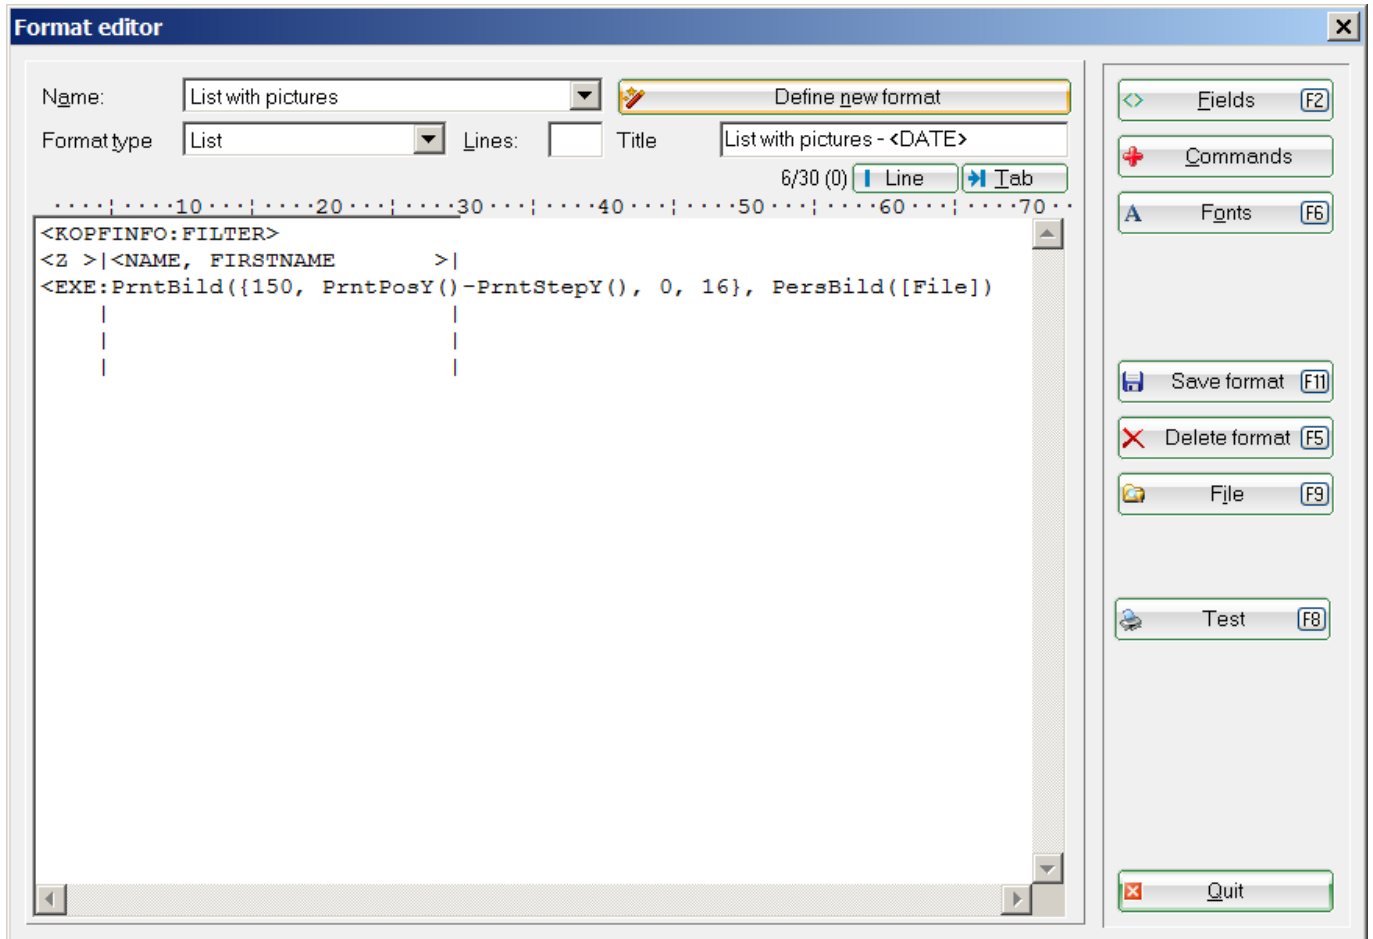 Format editor
Name: List with pictures Define new format
Format type List Lines: Title List with pictures - <DATE>
6/30 (0) Line Tab
····¦····10···¦····20···¦····30···¦····40···¦····50···¦····60···¦····70··
<KOPFINFO:FILTER>
<Z >|<NAME, FIRSTNAME       >|
<EXE:PrntBild({150, PrntPosY()-PrntStepY(), 0, 16}, PersBild([File])
    |                        |
    |                        |
    |                        |
Fields F2
Commands
Fonts F6
Save format F11
Delete format F5
File F9
Test F8
Quit